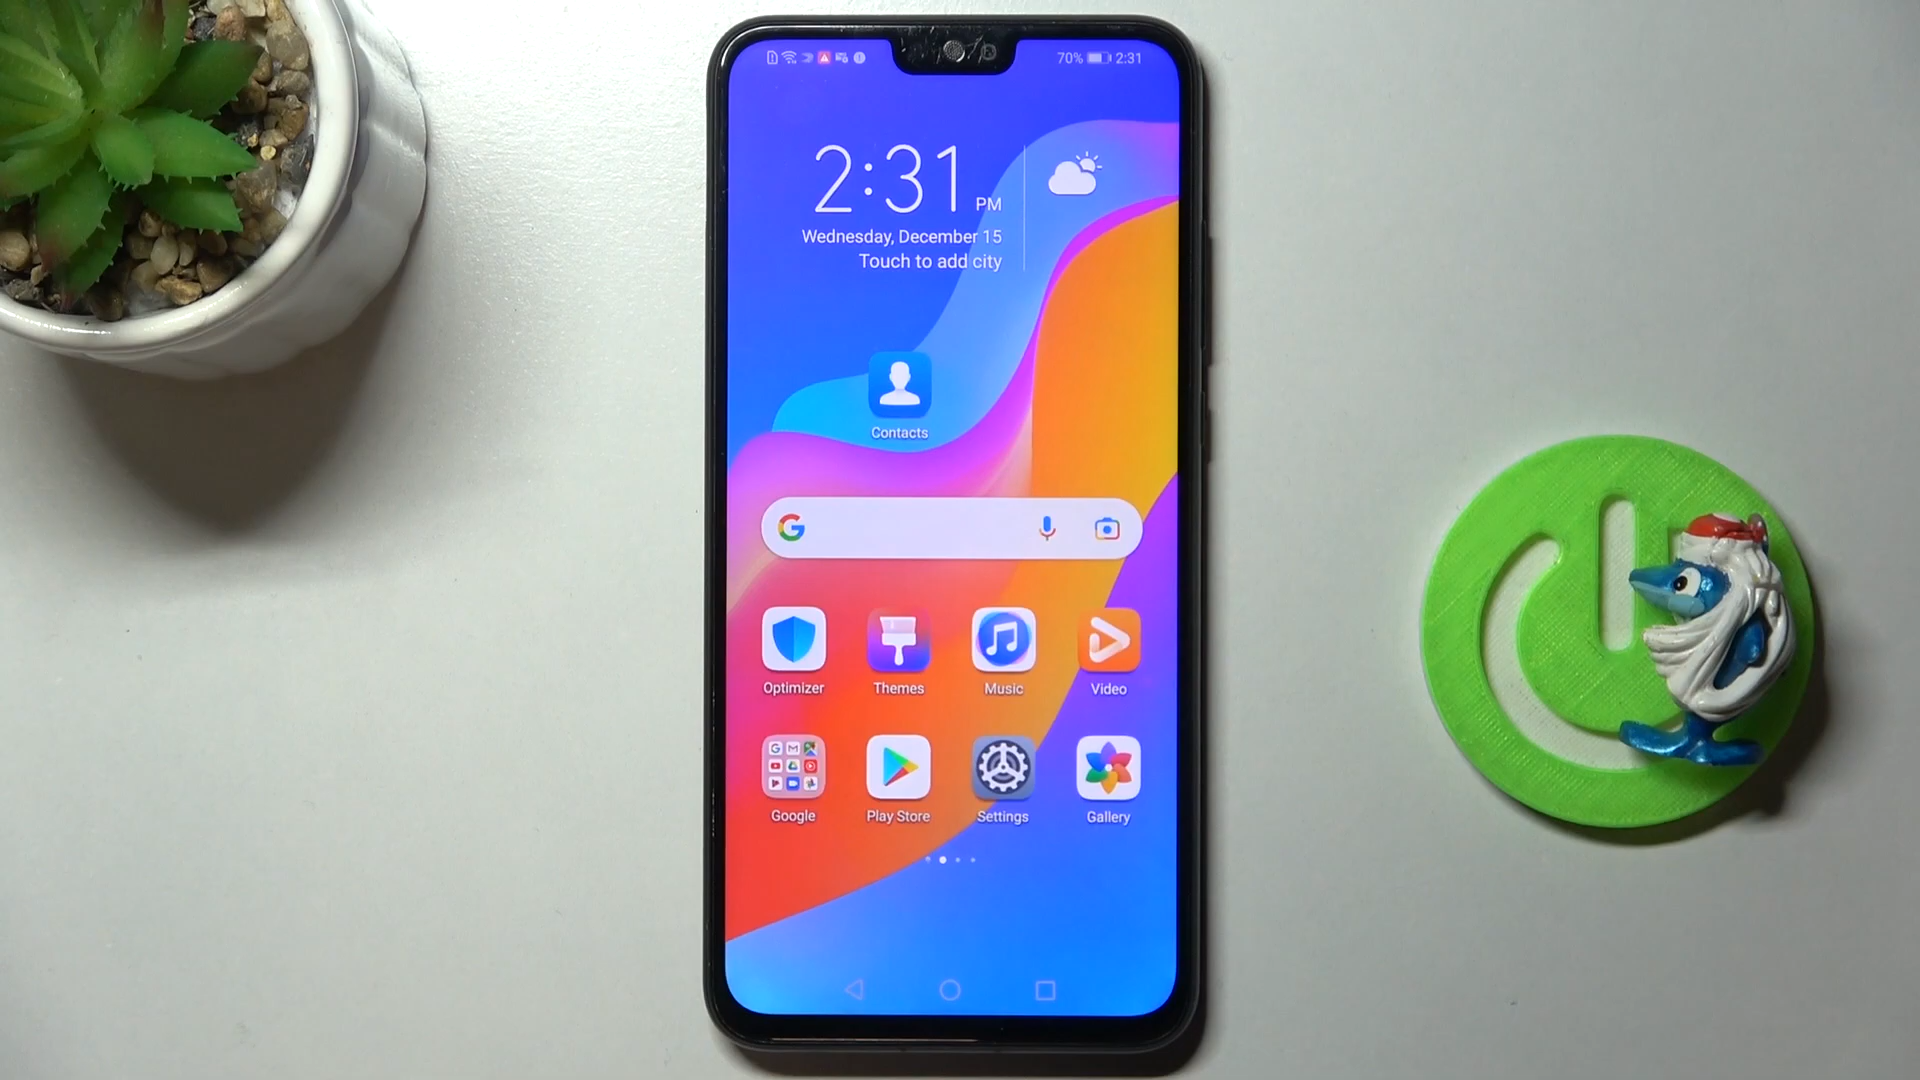 70% 2:31
2:31 PM
Wednesday, December 15
Touch to add city
Contacts
G
Optimizer Themes Music Video
Google Play Store Settings Gallery